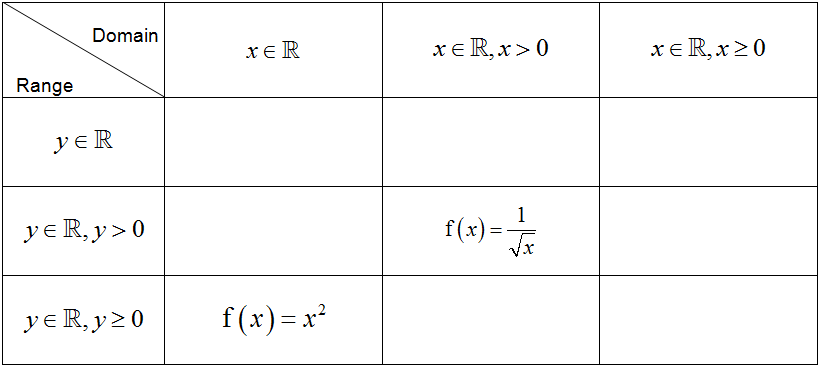 Domain
Range
x ∈ ℝ
x ∈ ℝ, x > 0
x ∈ ℝ, x ≥ 0
y ∈ ℝ
y ∈ ℝ, y > 0
f(x) = 1/√x
y ∈ ℝ, y ≥ 0
f(x) = x²